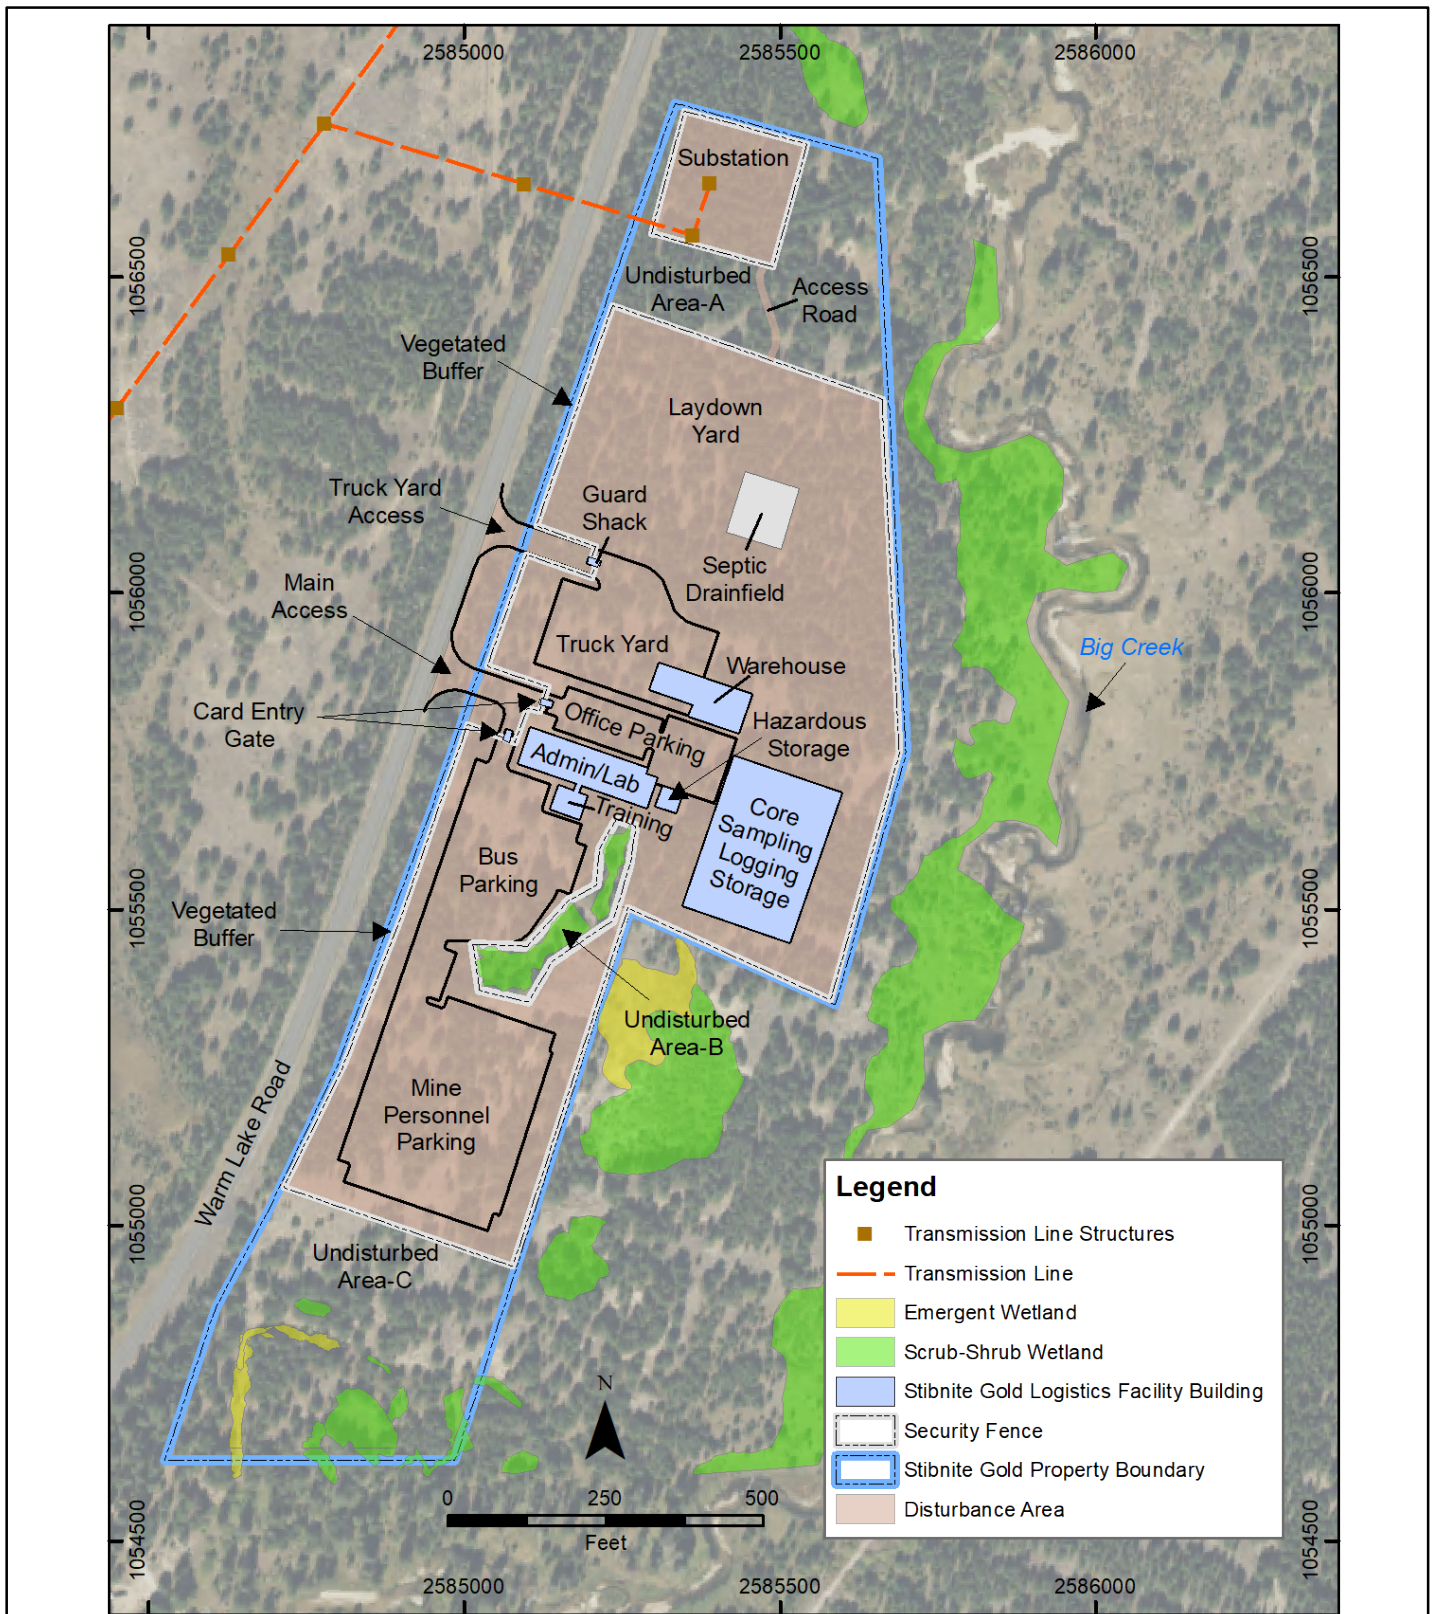 2585000
2585500
2586000
Substation
1056500
1056500
Undisturbed
Area-A
Access
Road
Vegetated
Buffer
Laydown
Yard
Truck Yard
Access
Guard
Shack
Septic
Drainfield
1056000
1056000
Main
Access
Truck Yard
Big Creek
Warehouse
Card Entry
Gate
Office Parking
Hazardous
Storage
Admin/Lab
Training
Core
Sampling
Logging
Storage
Bus
Parking
1055500
1055500
Vegetated
Buffer
Undisturbed
Area-B
Mine
Personnel
Parking
Warm Lake Road
1055000
1055000
Undisturbed
Area-C
Legend
Transmission Line Structures
Transmission Line
Emergent Wetland
Scrub-Shrub Wetland
Stibnite Gold Logistics Facility Building
Security Fence
Stibnite Gold Property Boundary
Disturbance Area
N
0 250 500
Feet
1054500
1054500
2585000
2585500
2586000